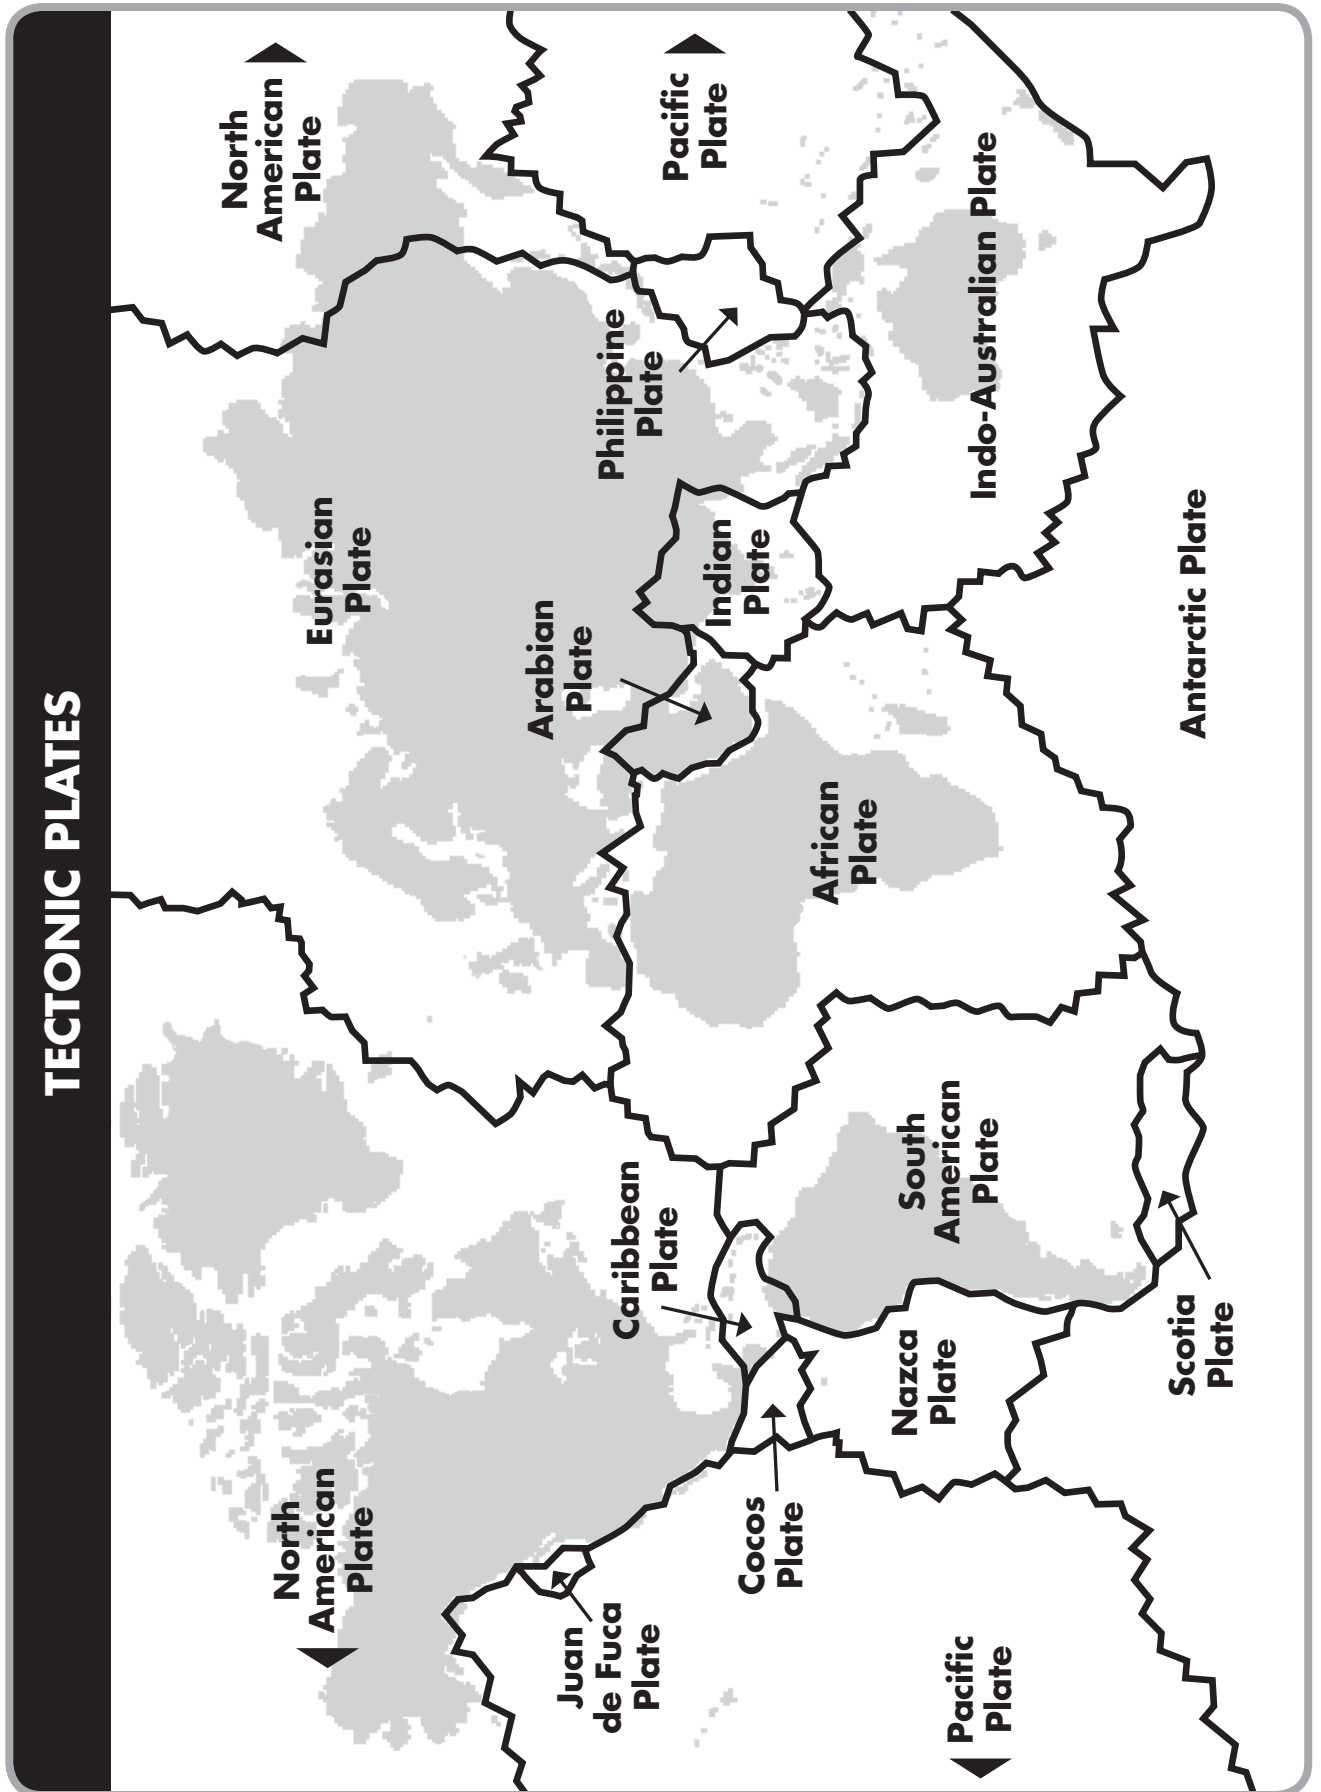 TECTONIC PLATES
North
American
Plate
Eurasian
Plate
North
American
Plate
Juan
de Fuca
Plate
Caribbean
Plate
Arabian
Plate
Philippine
Plate
Pacific
Plate
Cocos
Plate
Indian
Plate
African
Plate
South
American
Plate
Nazca
Plate
Pacific
Plate
Indo-Australian Plate
Scotia
Plate
Antarctic Plate